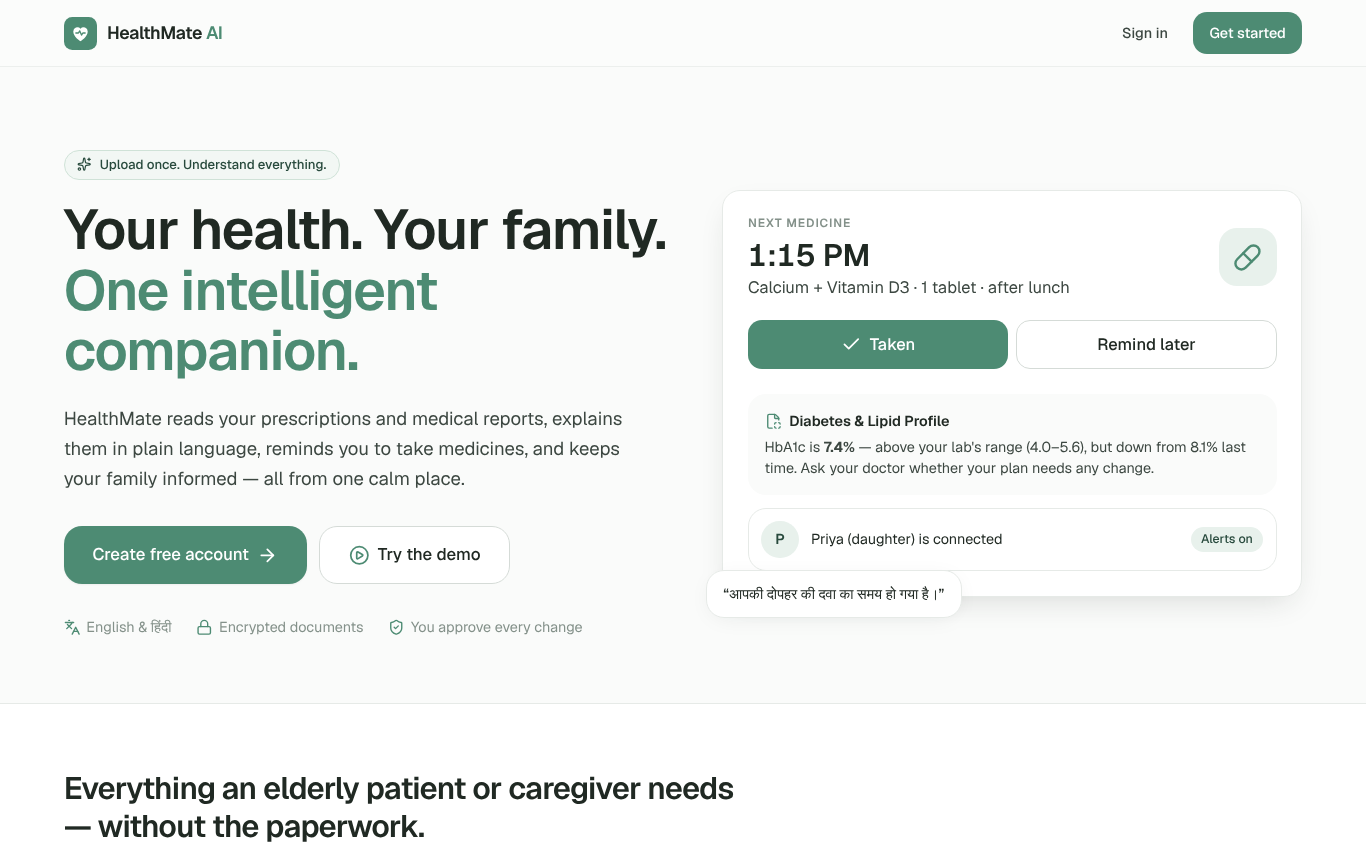 HealthMate AI
Sign in
Get started
Upload once. Understand everything.
Your health. Your family.
One intelligent
companion.
HealthMate reads your prescriptions and medical reports, explains
them in plain language, reminds you to take medicines, and keeps
your family informed — all from one calm place.
Create free account
Try the demo
English & हिंदी
Encrypted documents
You approve every change
NEXT MEDICINE
1:15 PM
Calcium + Vitamin D3 · 1 tablet · after lunch
Taken
Remind later
Diabetes & Lipid Profile
HbA1c is 7.4% — above your lab's range (4.0–5.6), but down from 8.1% last
time. Ask your doctor whether your plan needs any change.
P
Priya (daughter) is connected
Alerts on
“आपकी दोपहर की दवा का समय हो गया है।”
Everything an elderly patient or caregiver needs
— without the paperwork.